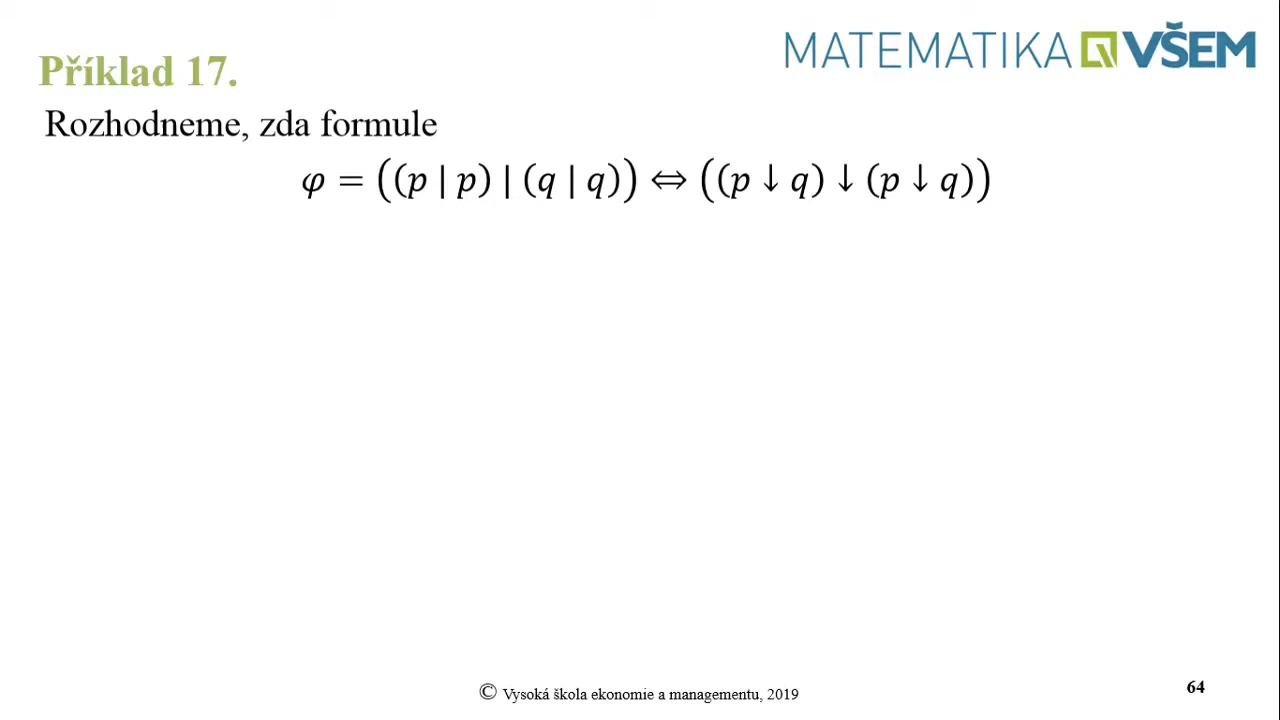 MATEMATIKA VŠEM
Příklad 17.
Rozhodneme, zda formule
φ = ((p | p) | (q | q)) ⇔ ((p ↓ q) ↓ (p ↓ q))
© Vysoká škola ekonomie a managementu, 2019
64